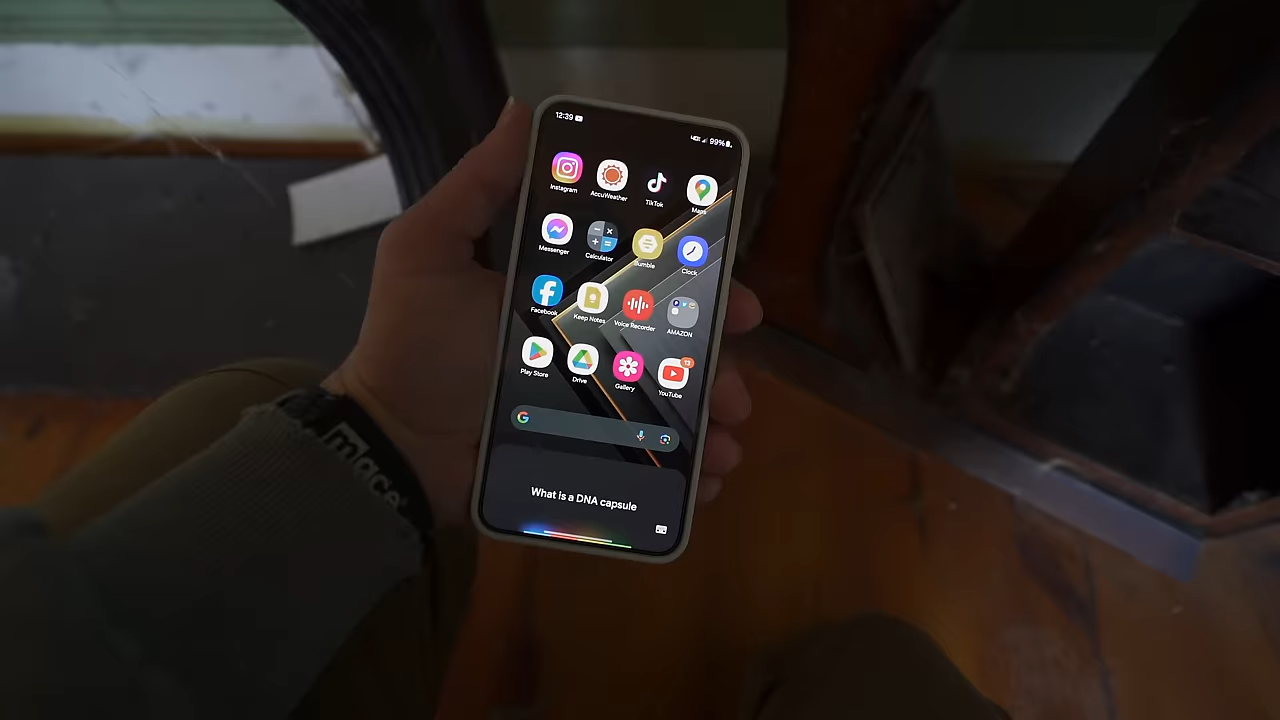 12:39
99%
Instagram
AccuWeather
TikTok
Maps
Messenger
Calculator
Bumble
Clock
Facebook
Keep Notes
Voice Recorder
AMAZON
Play Store
Drive
Gallery
13
YouTube
What is a DNA capsule